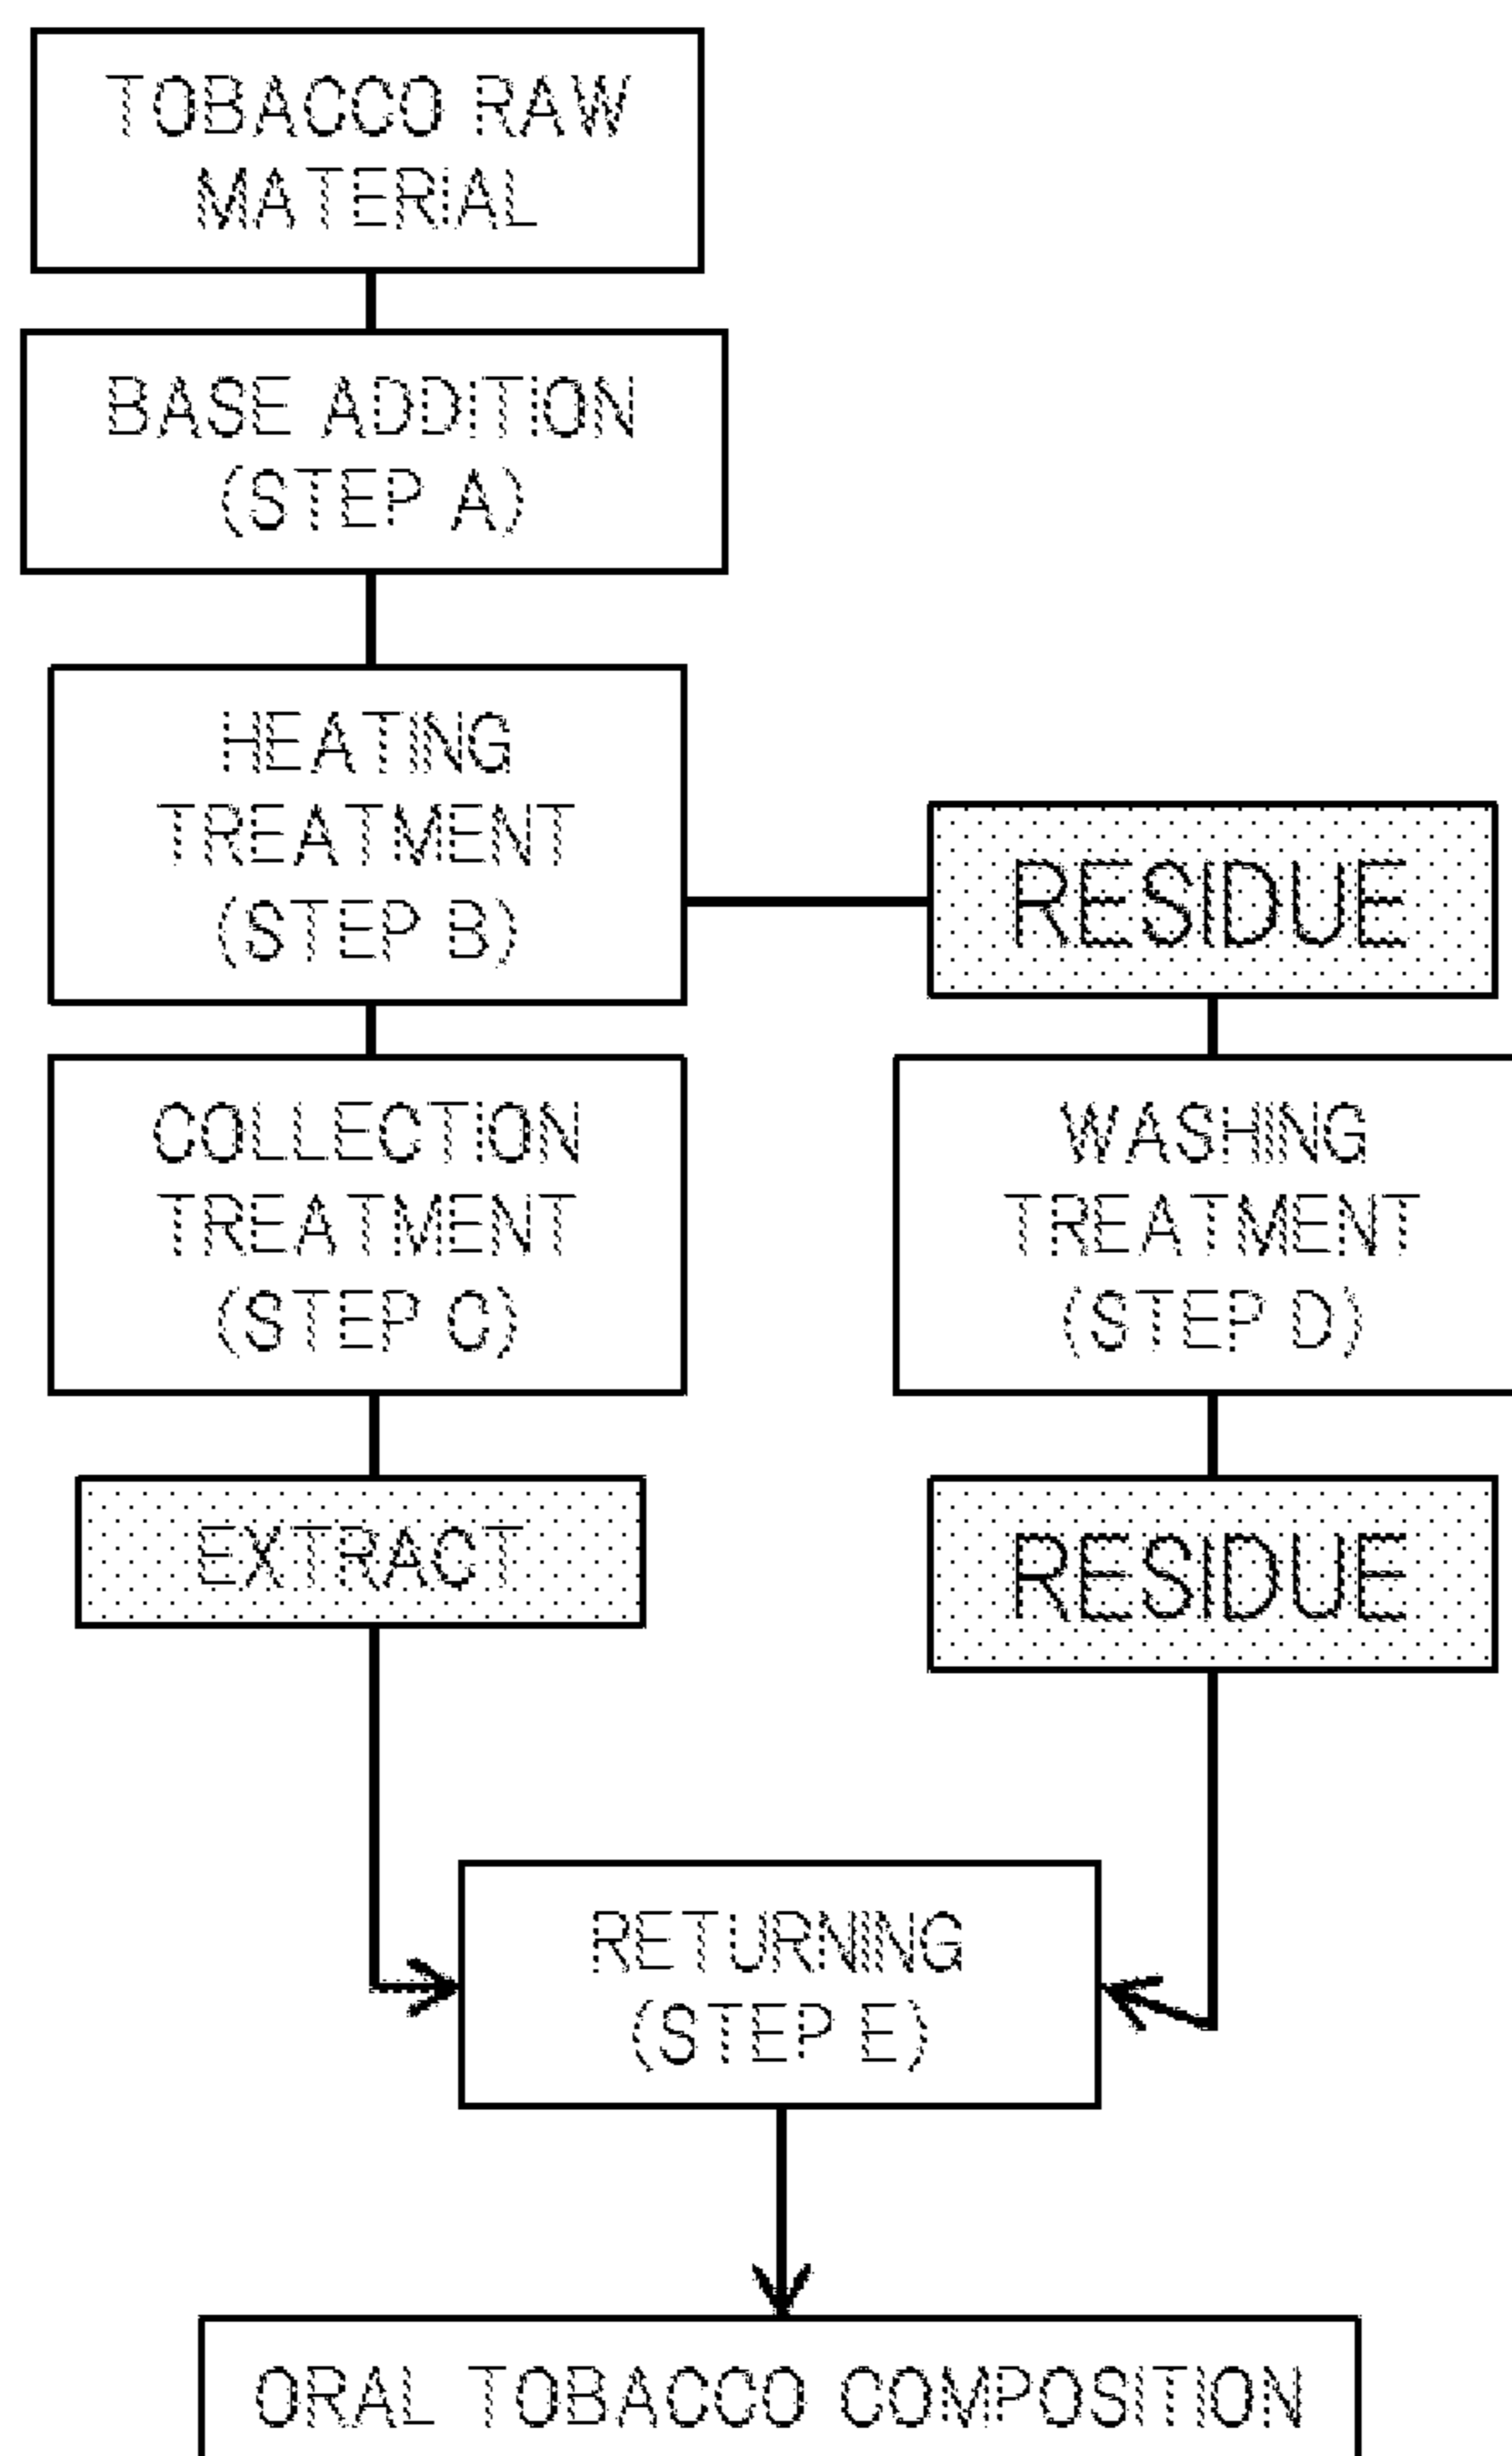 TOBACCO RAW
MATERIAL
BASE ADDITION
(STEP A)
HEATING
TREATMENT
(STEP B)
RESIDUE
COLLECTION
TREATMENT
(STEP C)
WASHING
TREATMENT
(STEP D)
EXTRACT
RESIDUE
RETURNING
(STEP E)
ORAL TOBACCO COMPOSITION